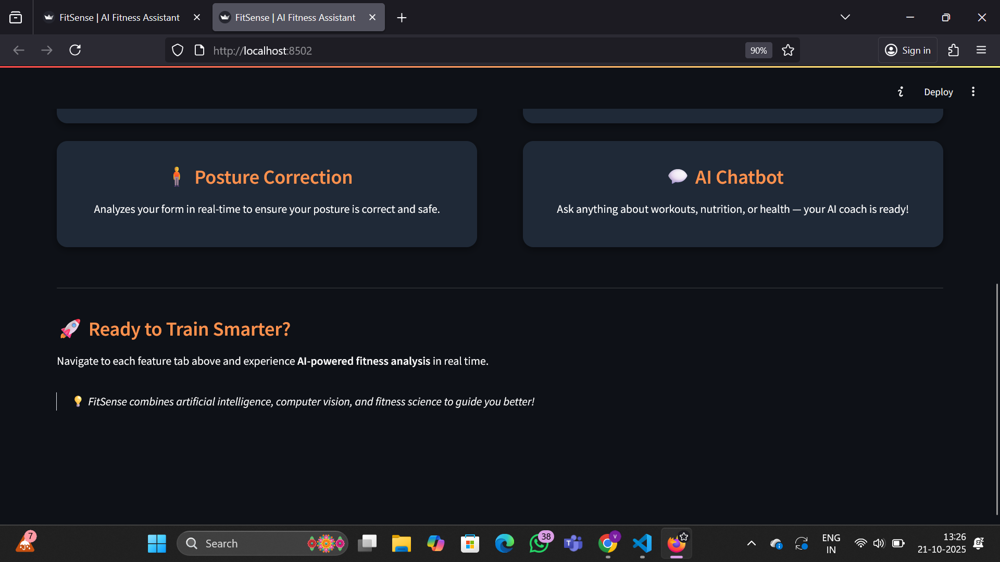 FitSense | AI Fitness Assistant
FitSense | AI Fitness Assistant
http://localhost:8502
90%
Sign in
Deploy
Posture Correction
Analyzes your form in real-time to ensure your posture is correct and safe.
AI Chatbot
Ask anything about workouts, nutrition, or health — your AI coach is ready!
Ready to Train Smarter?
Navigate to each feature tab above and experience AI-powered fitness analysis in real time.
FitSense combines artificial intelligence, computer vision, and fitness science to guide you better!
7
Search
38
T
V
ENG
IN
13:26
21-10-2025